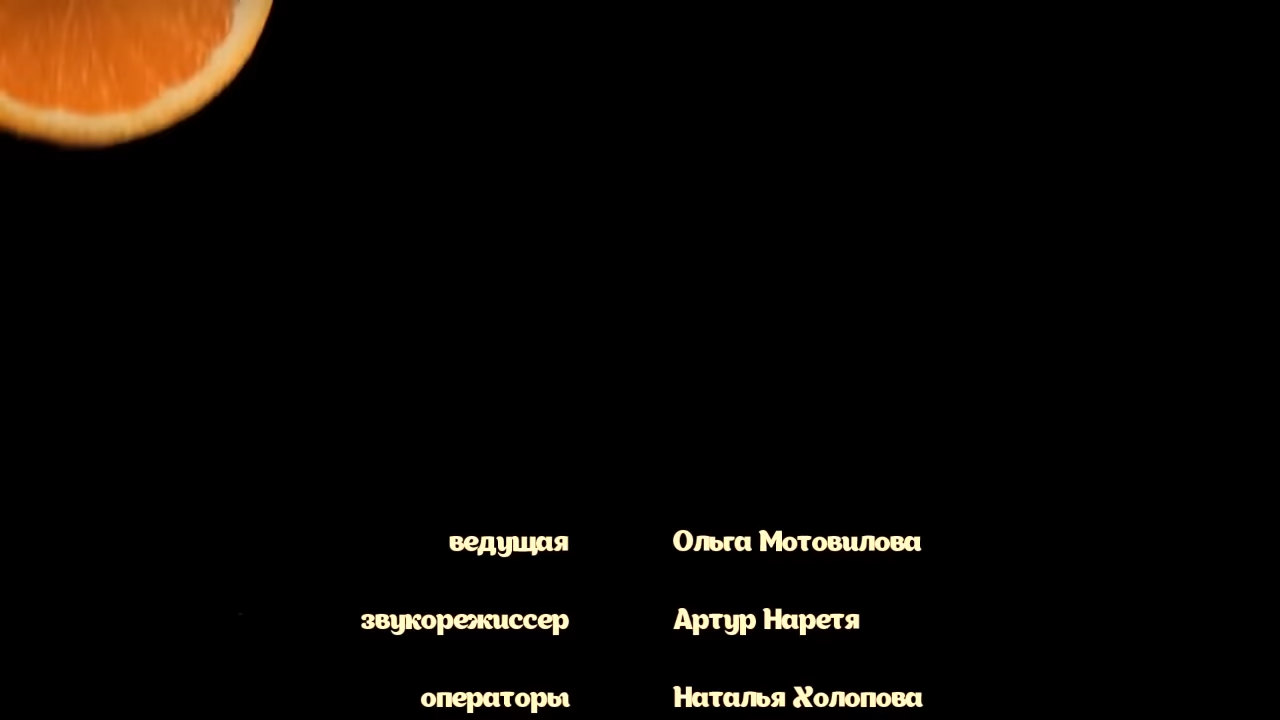 ведущая Ольга Мотовилова
звукорежиссер Артур Наретя
операторы Наталья Холопова